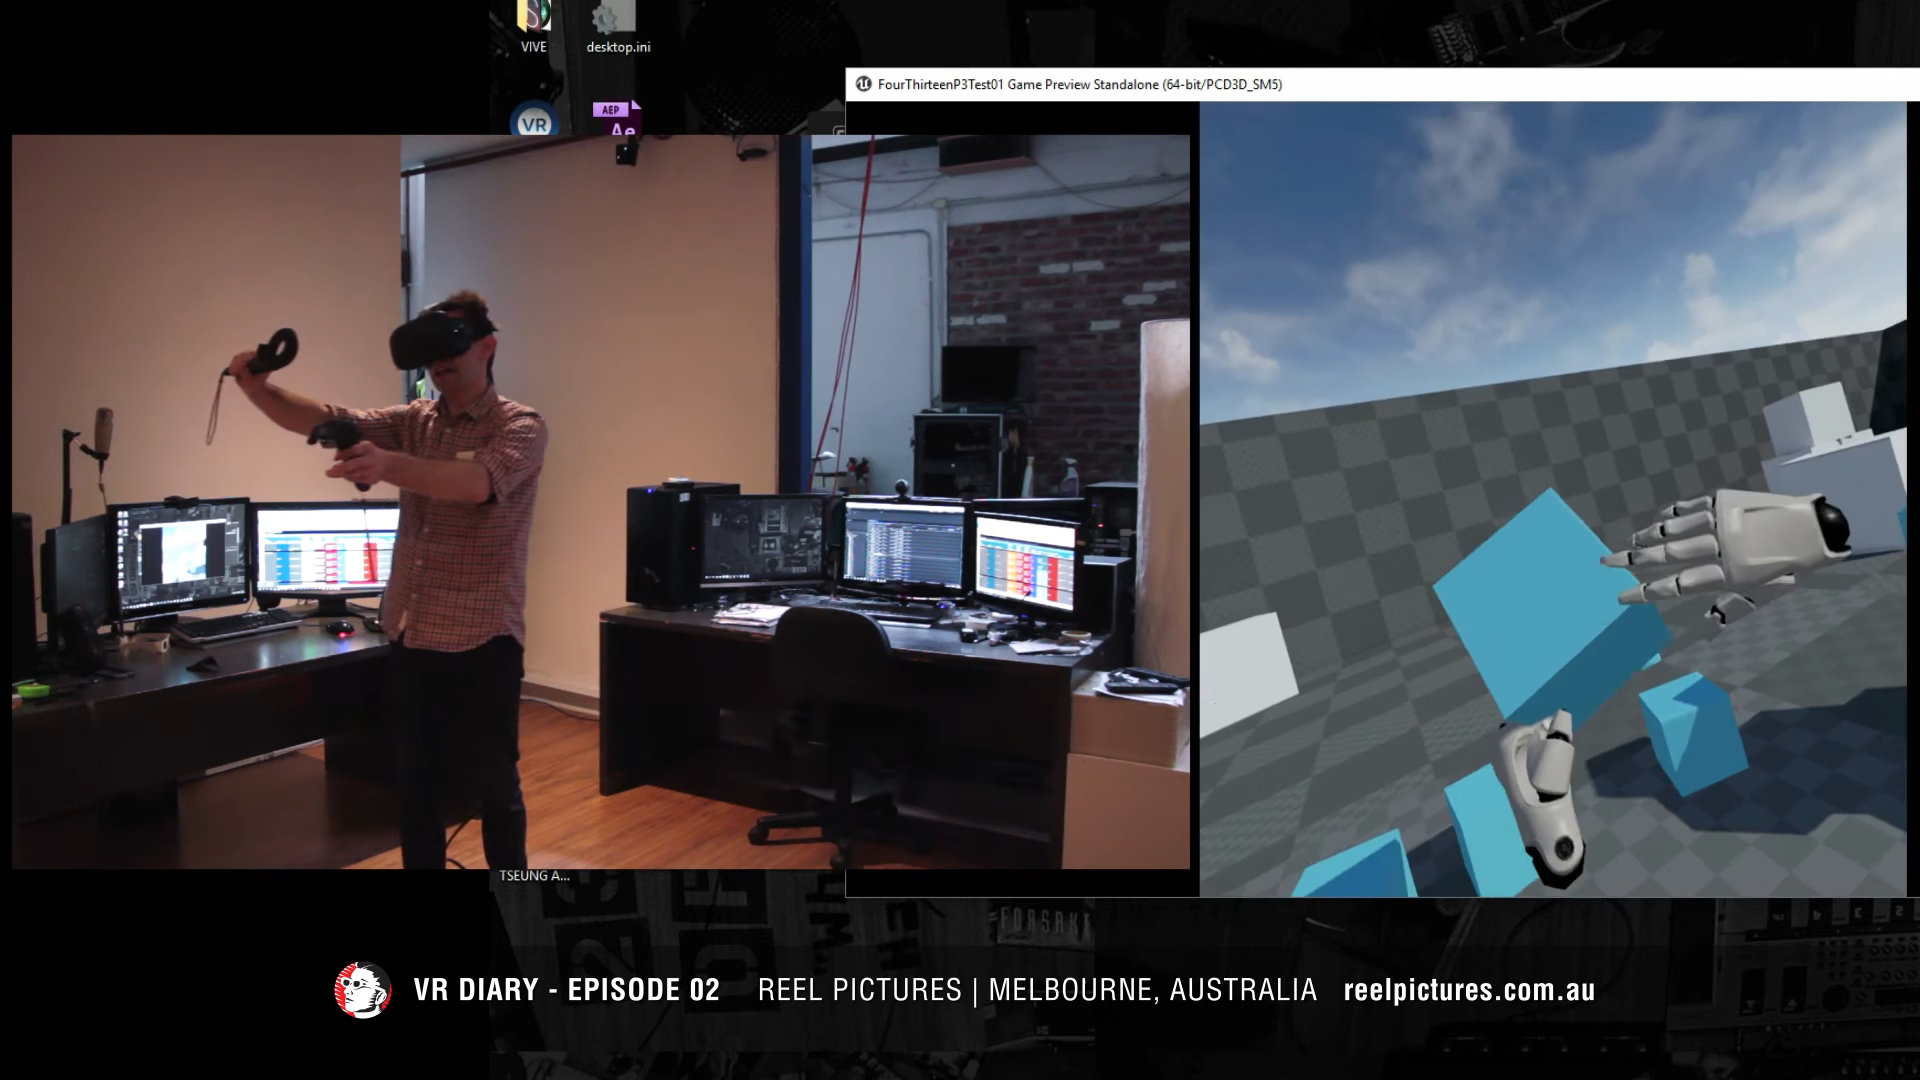 VIVE
desktop.ini
FourThirteenP3Test01 Game Preview Standalone (64-bit/PCD3D_SM5)
VR
AEP
Ae
TSEUNG A...
#FORSAKE
VR DIARY - EPISODE 02 REEL PICTURES | MELBOURNE, AUSTRALIA reelpictures.com.au